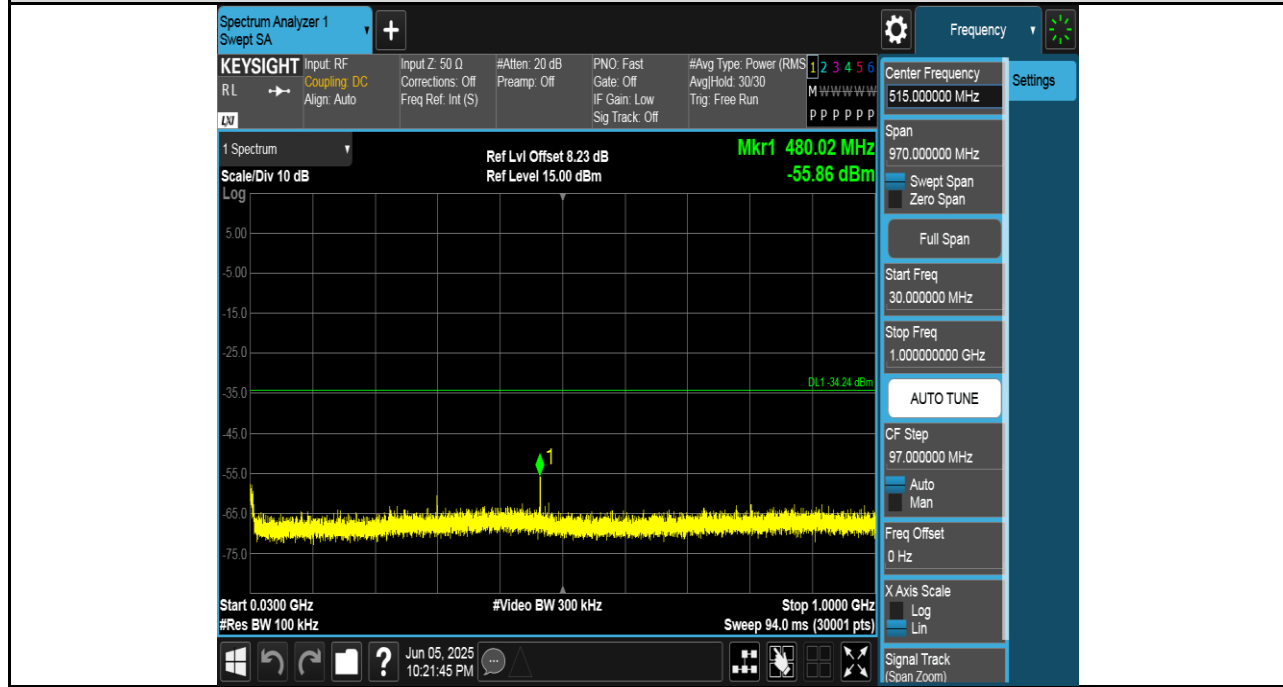 Spectrum Analyzer 1
Swept SA
+
Frequency
KEYSIGHT
RL
LXI
Input: RF
Coupling: DC
Align: Auto
Input Z: 50 Ω
Corrections: Off
Freq Ref: Int (S)
#Atten: 20 dB
Preamp: Off
PNO: Fast
Gate: Off
IF Gain: Low
Sig Track: Off
#Avg Type: Power (RMS
Avg|Hold: 30/30
Trig: Free Run
1 2 3 4 5 6
M W W W W W
P P P P P P
1 Spectrum
Scale/Div 10 dB
Log
Ref Lvl Offset 8.23 dB
Ref Level 15.00 dBm
Mkr1 480.02 MHz
-55.86 dBm
5.00
-5.00
-15.0
-25.0
-35.0
-45.0
-55.0
-65.0
-75.0
DL1 -34.24 dBm
1
Start 0.0300 GHz
#Res BW 100 kHz
#Video BW 300 kHz
Stop 1.0000 GHz
Sweep 94.0 ms (30001 pts)
?
Jun 05, 2025
10:21:45 PM
Center Frequency
515.000000 MHz
Span
970.000000 MHz
Swept Span
Zero Span
Full Span
Start Freq
30.000000 MHz
Stop Freq
1.000000000 GHz
AUTO TUNE
CF Step
97.000000 MHz
Auto
Man
Freq Offset
0 Hz
X Axis Scale
Log
Lin
Signal Track
(Span Zoom)
Settings